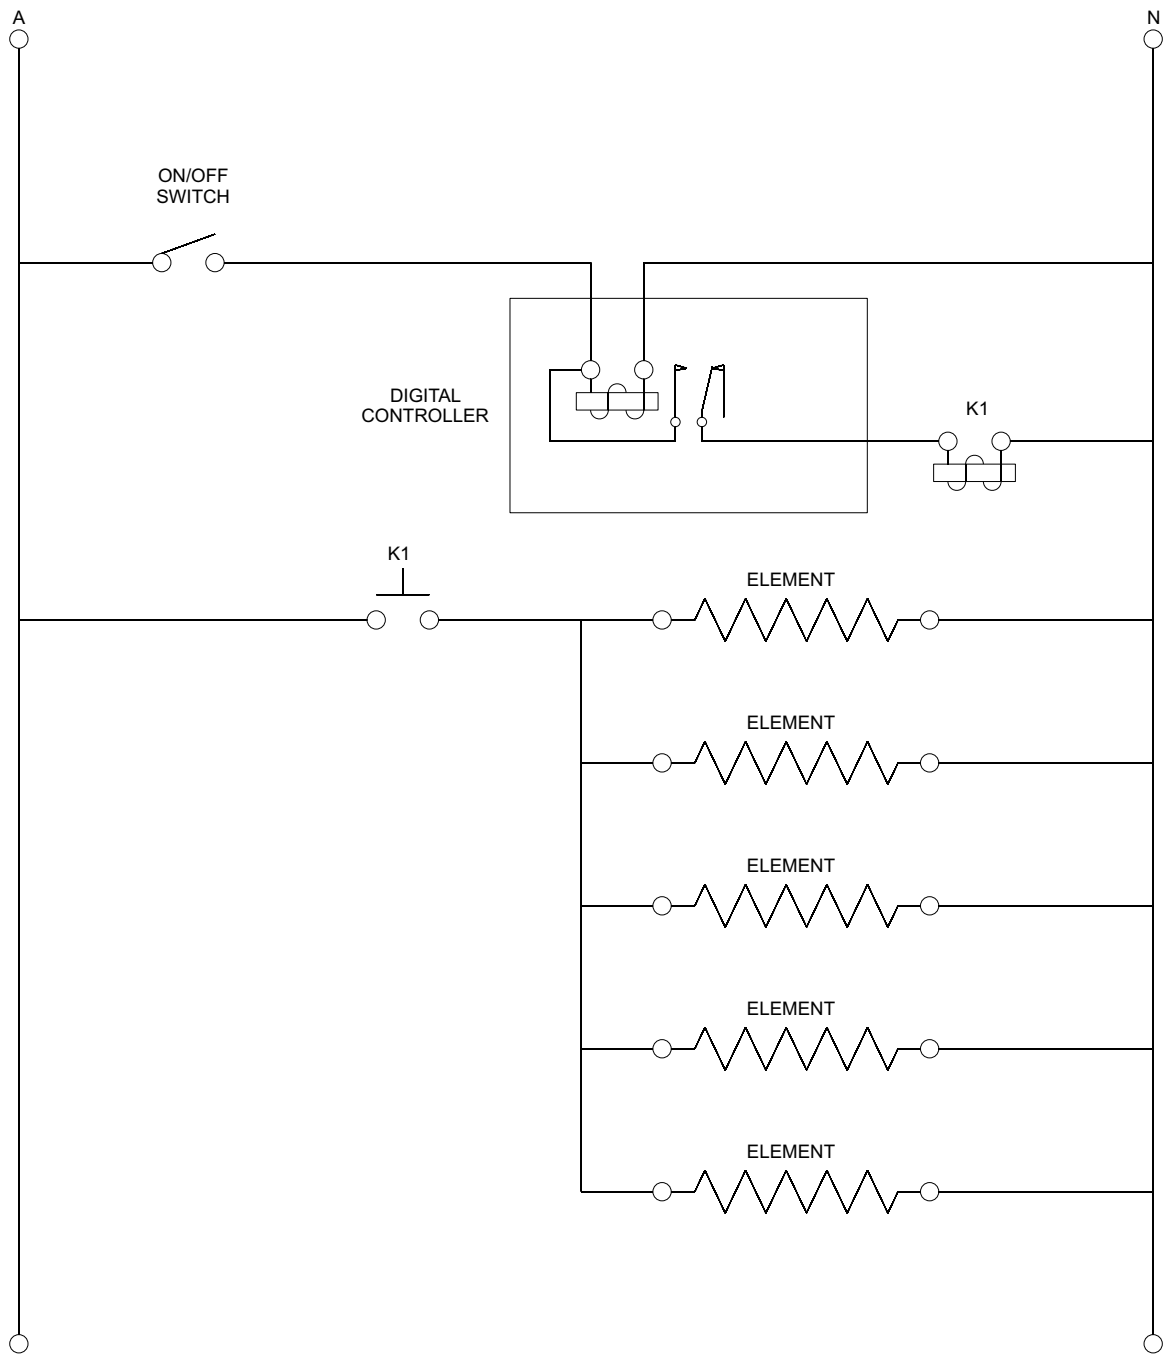 A
N
ON/OFF
SWITCH
DIGITAL
CONTROLLER
K1
K1
ELEMENT
ELEMENT
ELEMENT
ELEMENT
ELEMENT